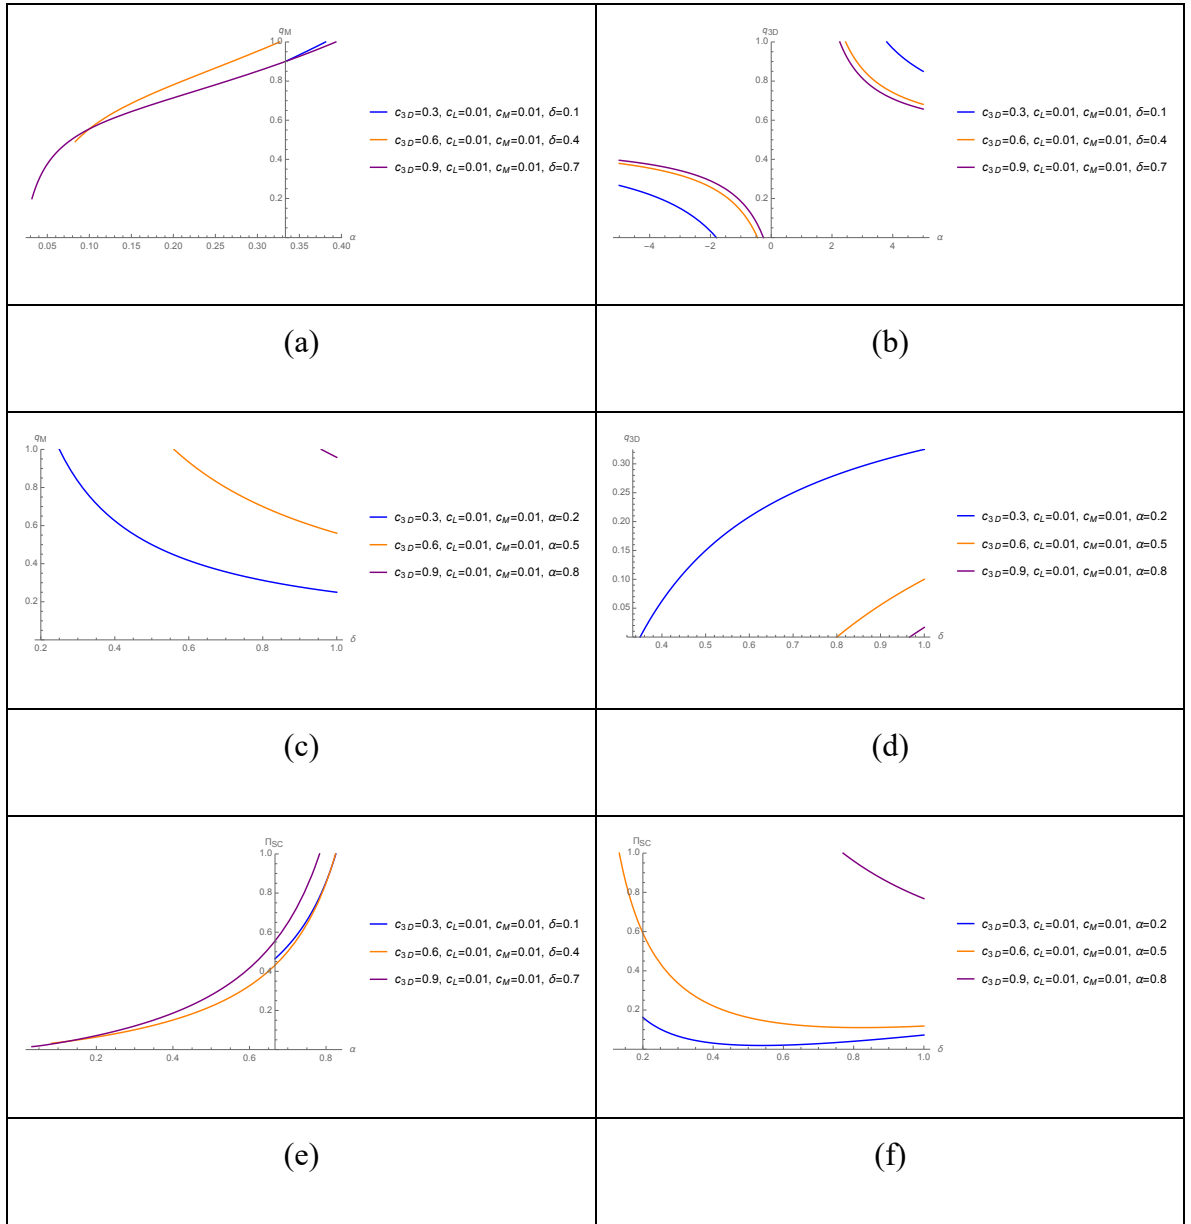 q_M
1.0
0.8
0.6
0.4
0.2
0.05 0.10 0.15 0.20 0.25 0.30 0.35 0.40 α
c_3D=0.3, c_L=0.01, c_M=0.01, δ=0.1
c_3D=0.6, c_L=0.01, c_M=0.01, δ=0.4
c_3D=0.9, c_L=0.01, c_M=0.01, δ=0.7
q_3D
1.0
0.8
0.6
0.4
0.2
-4 -2 0 2 4 α
c_3D=0.3, c_L=0.01, c_M=0.01, δ=0.1
c_3D=0.6, c_L=0.01, c_M=0.01, δ=0.4
c_3D=0.9, c_L=0.01, c_M=0.01, δ=0.7
(a) (b)
q_M
1.0
0.8
0.6
0.4
0.2
0.2 0.4 0.6 0.8 1.0 δ
c_3D=0.3, c_L=0.01, c_M=0.01, α=0.2
c_3D=0.6, c_L=0.01, c_M=0.01, α=0.5
c_3D=0.9, c_L=0.01, c_M=0.01, α=0.8
q_3D
0.30
0.25
0.20
0.15
0.10
0.05
0.4 0.5 0.6 0.7 0.8 0.9 1.0 δ
c_3D=0.3, c_L=0.01, c_M=0.01, α=0.2
c_3D=0.6, c_L=0.01, c_M=0.01, α=0.5
c_3D=0.9, c_L=0.01, c_M=0.01, α=0.8
(c) (d)
Π_SC
1.0
0.8
0.6
0.4
0.2
0.2 0.4 0.6 0.8 α
c_3D=0.3, c_L=0.01, c_M=0.01, δ=0.1
c_3D=0.6, c_L=0.01, c_M=0.01, δ=0.4
c_3D=0.9, c_L=0.01, c_M=0.01, δ=0.7
Π_SC
1.0
0.8
0.6
0.4
0.2
0.2 0.4 0.6 0.8 1.0 δ
c_3D=0.3, c_L=0.01, c_M=0.01, α=0.2
c_3D=0.6, c_L=0.01, c_M=0.01, α=0.5
c_3D=0.9, c_L=0.01, c_M=0.01, α=0.8
(e) (f)